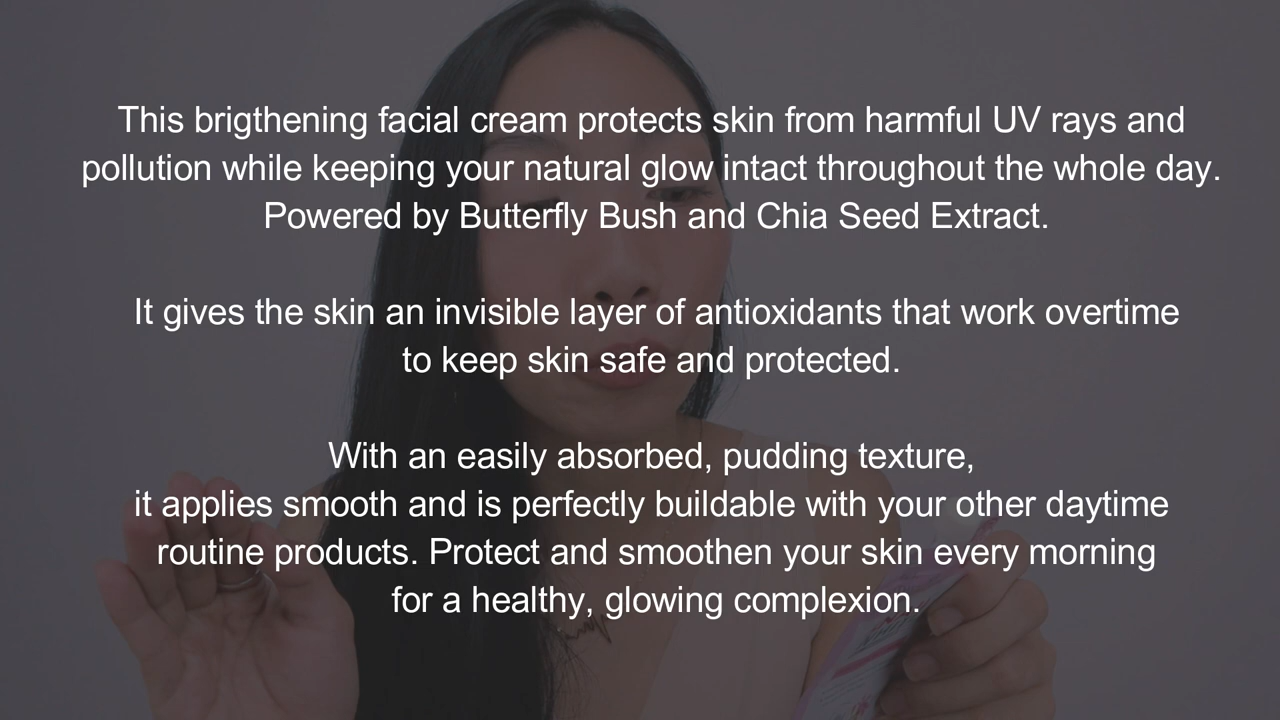 This brigthening facial cream protects skin from harmful UV rays and
pollution while keeping your natural glow intact throughout the whole day.
Powered by Butterfly Bush and Chia Seed Extract.
It gives the skin an invisible layer of antioxidants that work overtime
to keep skin safe and protected.
With an easily absorbed, pudding texture,
it applies smooth and is perfectly buildable with your other daytime
routine products. Protect and smoothen your skin every morning
for a healthy, glowing complexion.